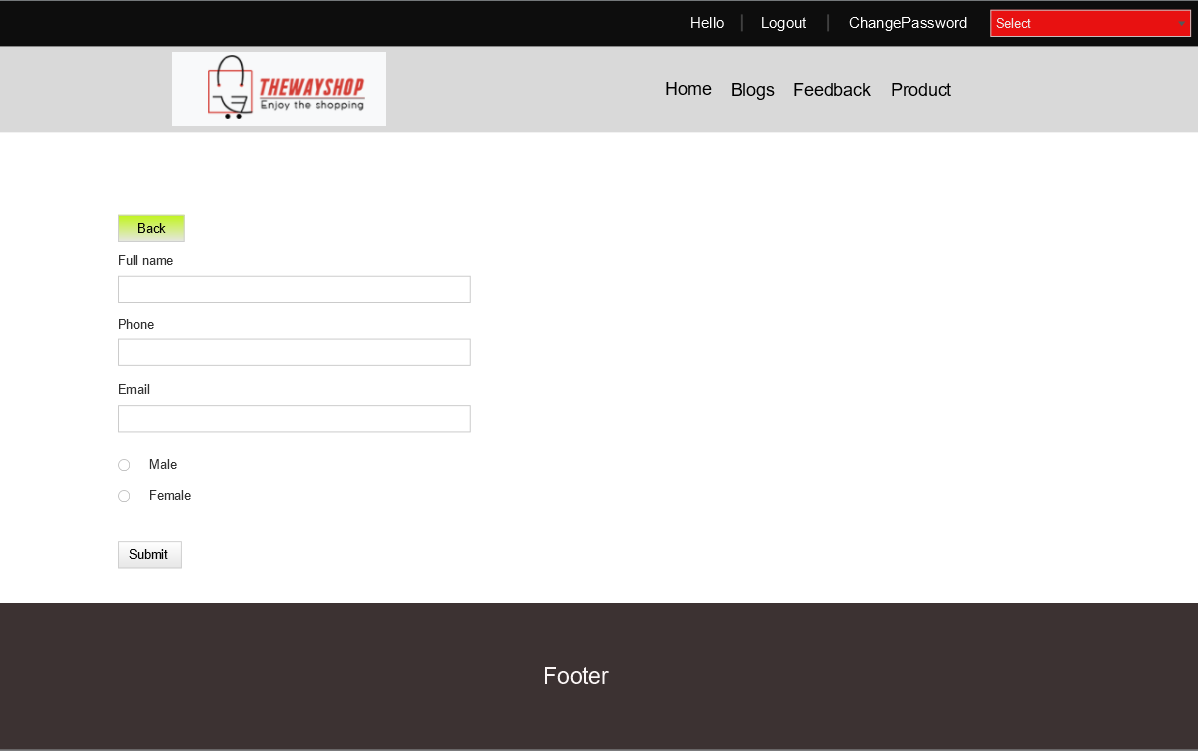 Hello | Logout | ChangePassword Select
THEWAYSHOP
Enjoy the shopping
Home Blogs Feedback Product
Back
Full name
Phone
Email
Male
Female
Submit
Footer